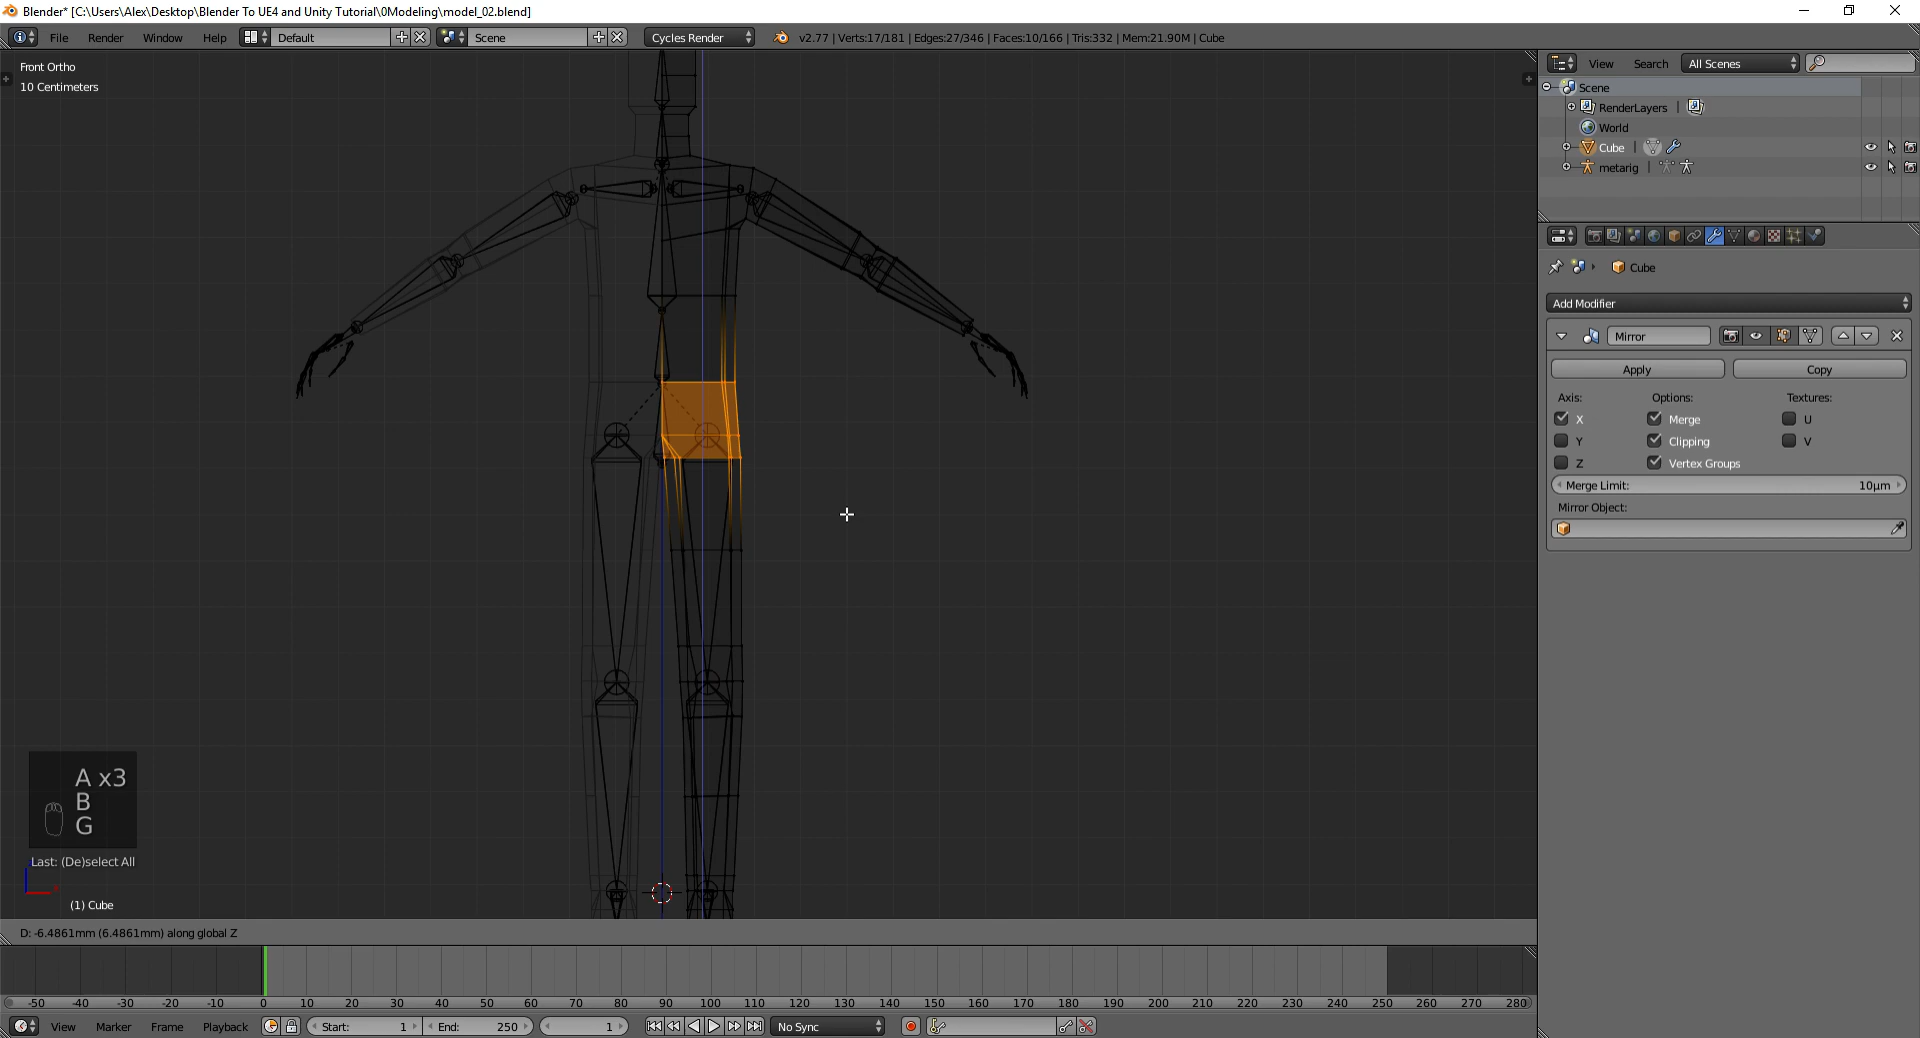 Blender* [C:\Users\Alex\Desktop\Blender To UE4 and Unity Tutorial\0Modeling\model_02.blend]
File Render Window Help Default Scene Cycles Render v2.77 | Verts:17/181 | Edges:27/346 | Faces:10/166 | Tris:332 | Mem:21.90M | Cube
Front Ortho
10 Centimeters
View Search All Scenes
Scene
RenderLayers |
World
Cube |
metarig |
Cube
Add Modifier
Mirror
Apply Copy
Axis: Options: Textures:
X Merge U
Y Clipping V
Z Vertex Groups
Merge Limit: 10µm
Mirror Object:
A x3
B
G
Last: (De)select All
(1) Cube
D: -6.4861mm (6.4861mm) along global Z
-50 -40 -30 -20 -10 0 10 20 30 40 50 60 70 80 90 100 110 120 130 140 150 160 170 180 190 200 210 220 230 240 250 260 270 280
View Marker Frame Playback Start: 1 End: 250 1 No Sync